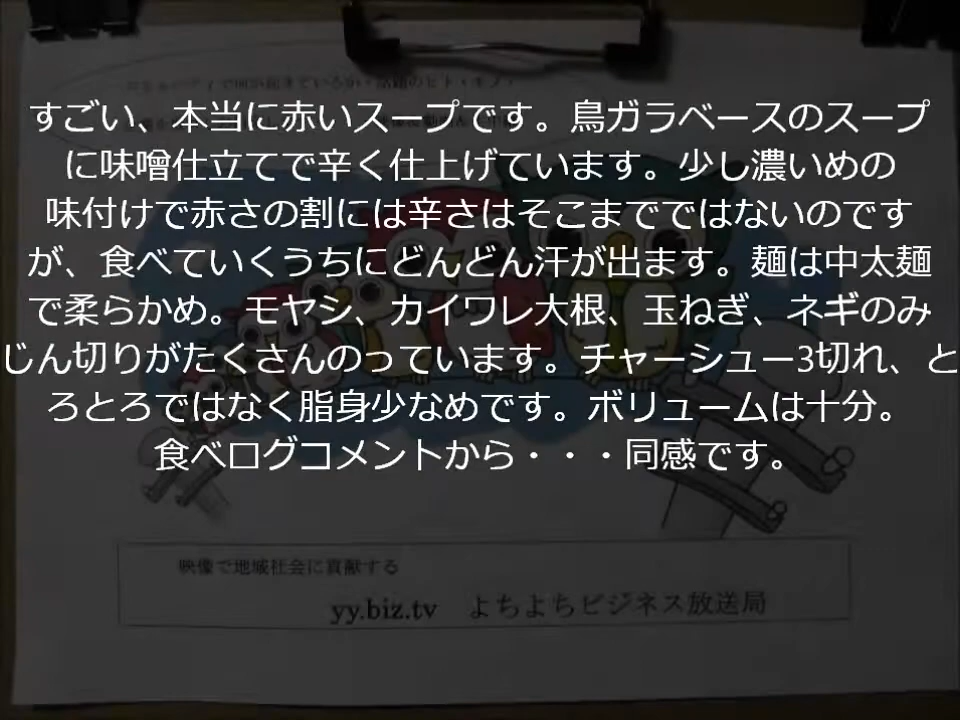 すごい、本当に赤いスープです。鳥ガラベースのスープ
に味噌仕立てで辛く仕上げています。少し濃いめの
味付けで赤さの割には辛さはそこまでではないのです
が、食べていくうちにどんどん汗が出ます。麺は中太麺
で柔らかめ。モヤシ、カイワレ大根、玉ねぎ、ネギのみ
じん切りがたくさんのっています。チャーシュー3切れ、と
ろとろではなく脂身少なめです。ボリュームは十分。
食べログコメントから・・・同感です。
映像で地域社会に貢献する
yy.biz.tv よちよちビジネス放送局